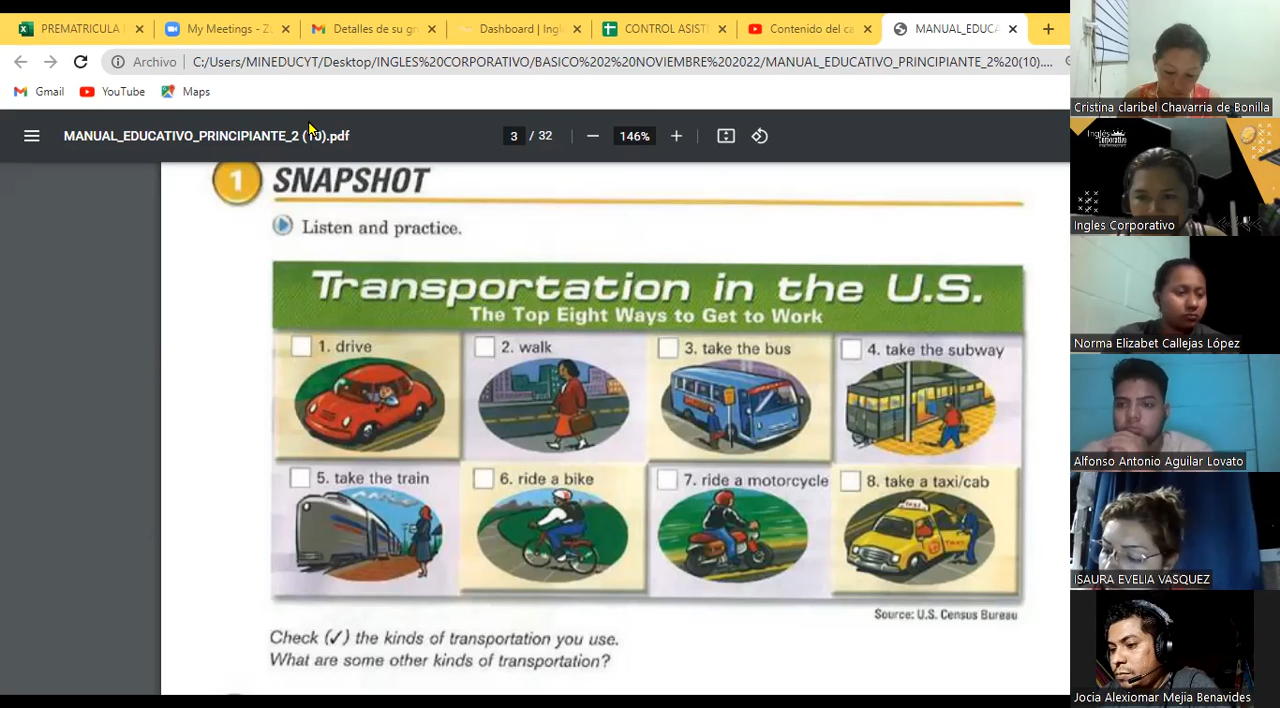 PREMATRICULA
My Meetings - Zo
Detalles de su gr
Dashboard | Ingl
CONTROL ASIST
Contenido del ca
MANUAL_EDUCA
Archivo | C:/Users/MINEDUCYT/Desktop/INGLES%20CORPORATIVO/BASICO%202%20NOVIEMBRE%202022/MANUAL_EDUCATIVO_PRINCIPIANTE_2%20(10)....
Gmail YouTube Maps
MANUAL_EDUCATIVO_PRINCIPIANTE_2 (10).pdf 3 / 32 146%
1 SNAPSHOT
Listen and practice.
Transportation in the U.S.
The Top Eight Ways to Get to Work
1. drive
2. walk
3. take the bus
4. take the subway
5. take the train
6. ride a bike
7. ride a motorcycle
8. take a taxi/cab
TAXI
Source: U.S. Census Bureau
Check (✓) the kinds of transportation you use.
What are some other kinds of transportation?
Cristina claribel Chavarria de Bonilla
Inglés
Corporativo
Ingles Corporativo
Norma Elizabet Callejas López
Alfonso Antonio Aguilar Lovato
ISAURA EVELIA VASQUEZ
Jocia Alexiomar Mejia Benavides